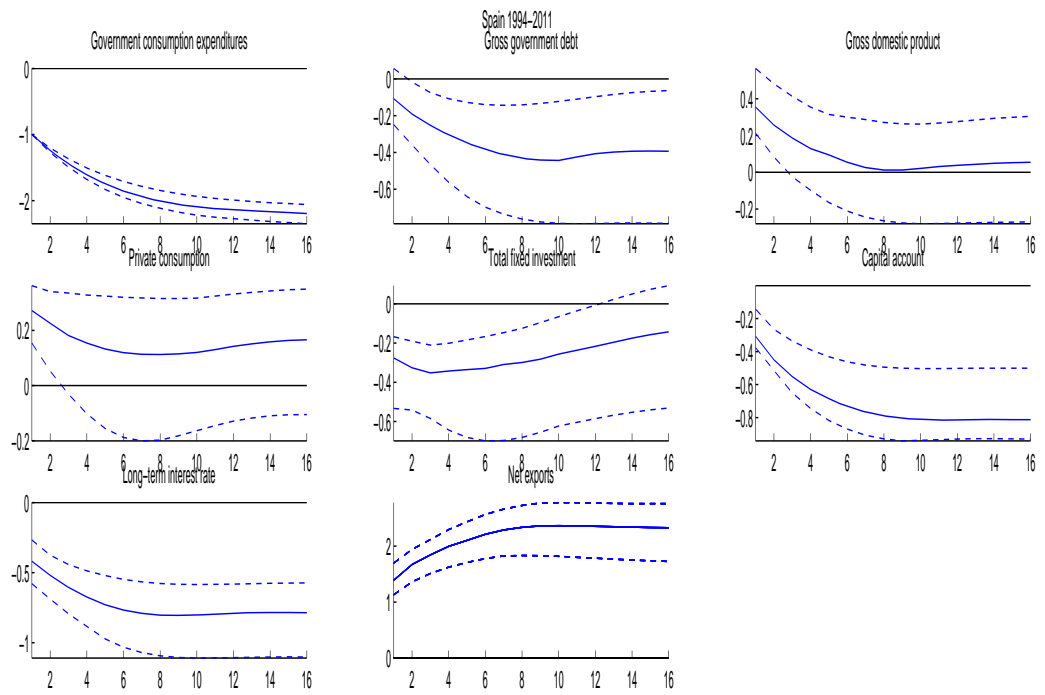 Spain 1994−2011
Government consumption expenditures
Gross government debt
Gross domestic product
0
−1
−2
2 4 6 8 10 12 14 16
0
−0.2
−0.4
−0.6
2 4 6 8 10 12 14 16
0.4
0.2
0
−0.2
2 4 6 8 10 12 14 16
Private consumption
Total fixed investment
Capital account
0.2
0
−0.2
2 4 6 8 10 12 14 16
0
−0.2
−0.4
−0.6
2 4 6 8 10 12 14 16
−0.2
−0.4
−0.6
−0.8
2 4 6 8 10 12 14 16
Long−term interest rate
Net exports
0
−0.5
−1
2 4 6 8 10 12 14 16
2
1
0
2 4 6 8 10 12 14 16